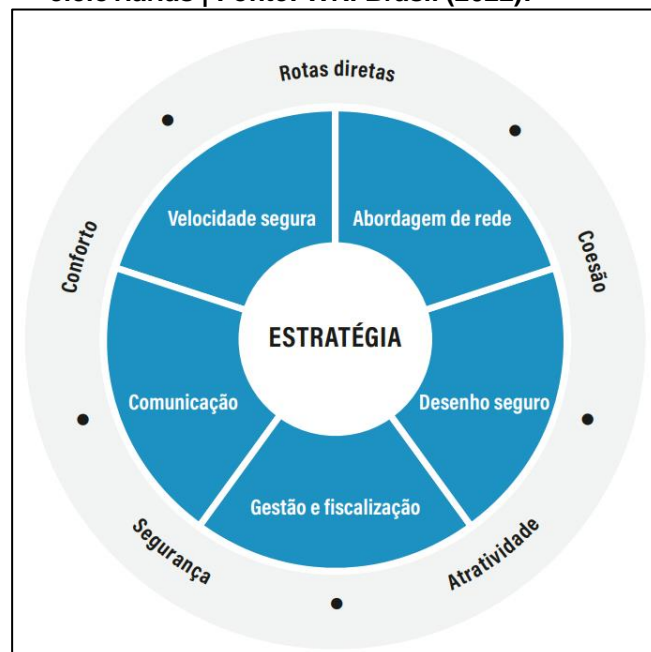 Rotas diretas
Conforto
Coesão
Velocidade segura
Abordagem de rede
ESTRATÉGIA
Comunicação
Desenho seguro
Gestão e fiscalização
Segurança
Atratividade